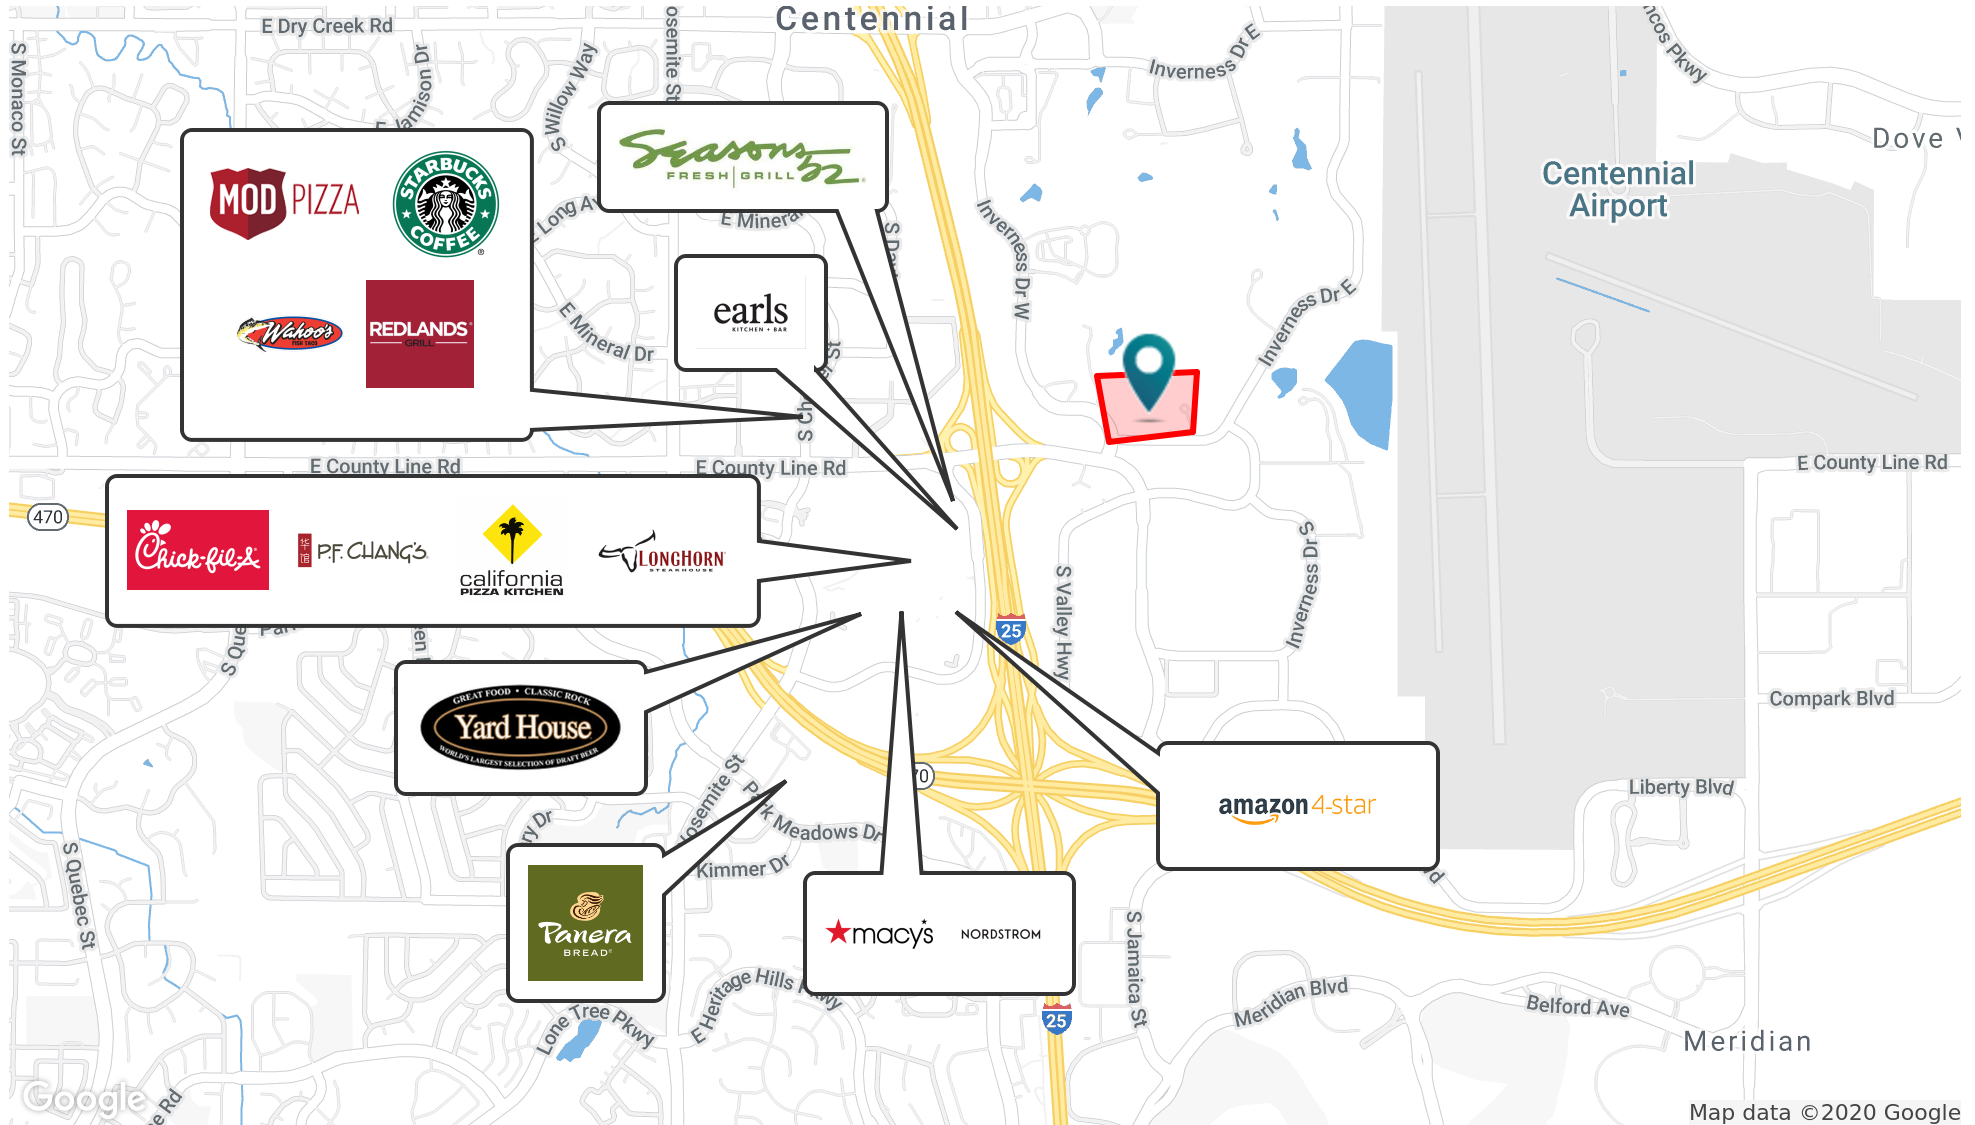 E Dry Creek Rd
Centennial
S Monaco St
E Jamison Dr
S Willow Way
Inverness Dr E
Dove
Centennial
Airport
MOD PIZZA
STARBUCKS
COFFEE
®
Wahoo's
FISH TACO
REDLANDS
GRILL
Seasons 52
FRESH | GRILL
E Mineral
E Mineral Dr
earls
KITCHEN + BAR
Inverness Dr W
Inverness Dr E
E County Line Rd
E County Line Rd
E County Line Rd
470
Chick-fil-A
P.F. CHANG'S
california
PIZZA KITCHEN
LONGHORN
STEAKHOUSE
25
S Valley Hwy
Inverness Dr S
GREAT FOOD • CLASSIC ROCK
Yard House
WORLD'S LARGEST SELECTION OF DRAFT BEER
Compark Blvd
Liberty Blvd
amazon 4-star
Park Meadows Dr
Kimmer Dr
S Quebec St
Panera
BREAD®
macy's
NORDSTROM
S Jamaica St
E Heritage Hills Pkwy
Lone Tree Pkwy
25
Meridian Blvd
Belford Ave
Meridian
Google
Map data ©2020 Google